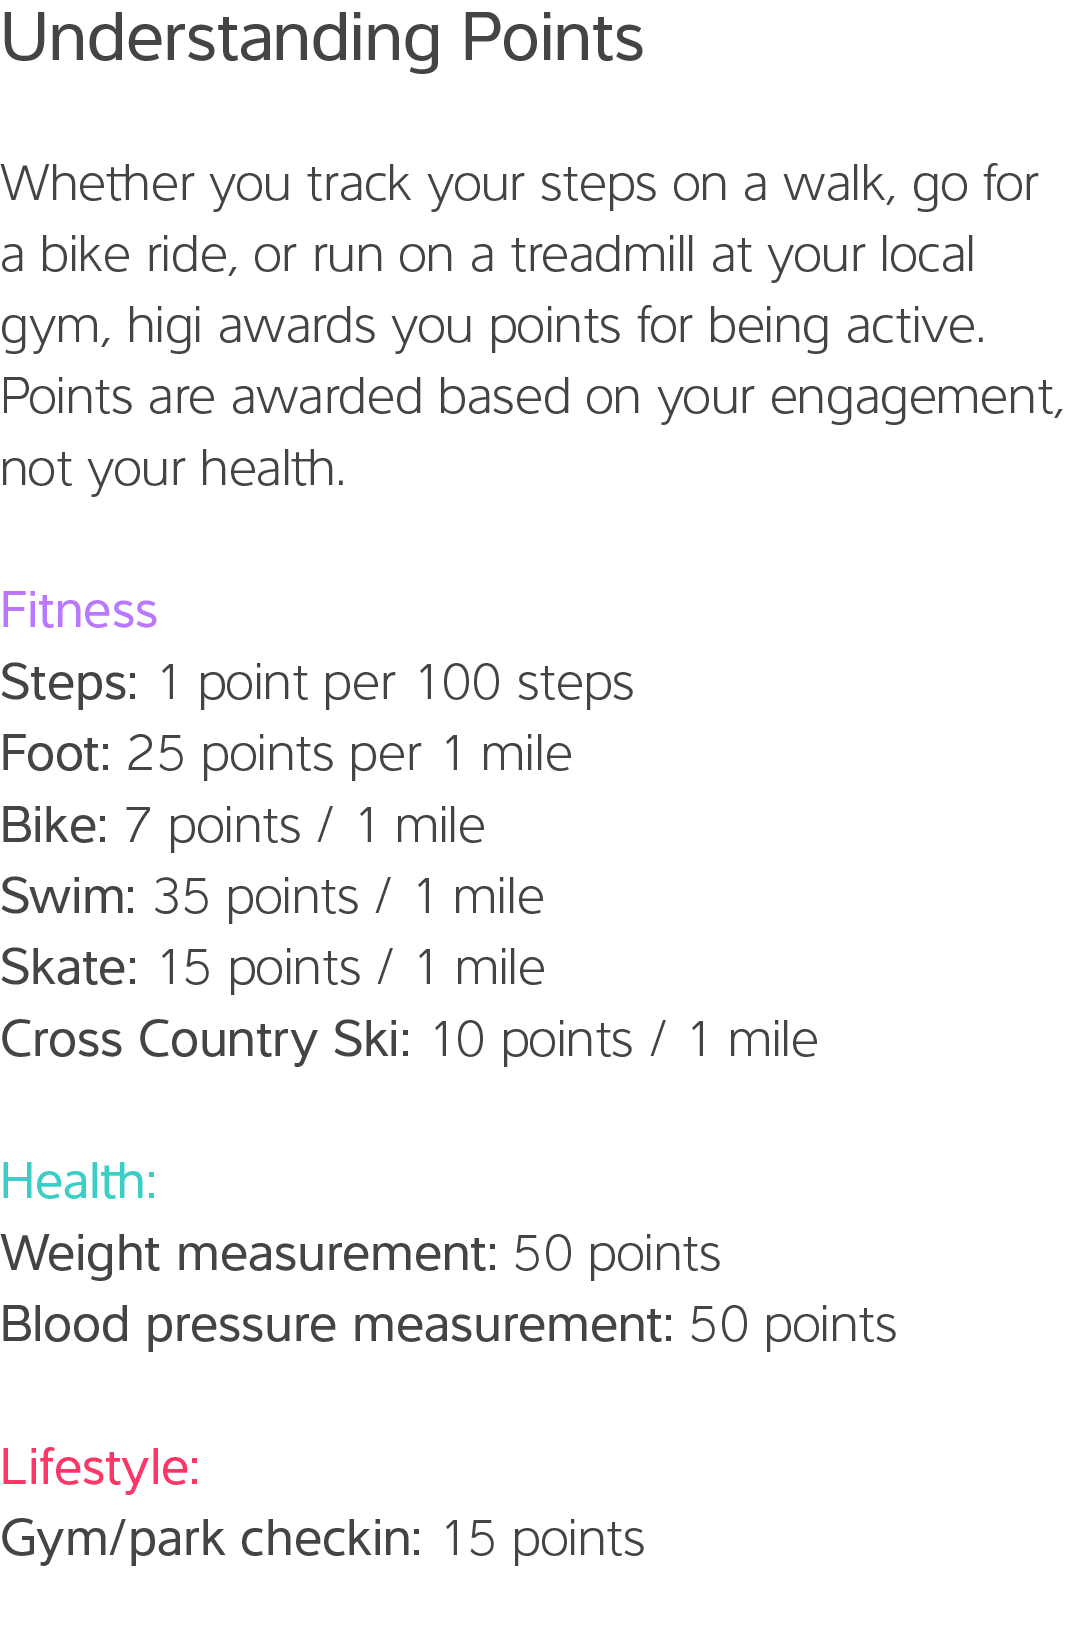 Understanding Points
Whether you track your steps on a walk, go for
a bike ride, or run on a treadmill at your local
gym, higi awards you points for being active.
Points are awarded based on your engagement,
not your health.
Fitness
Steps: 1 point per 100 steps
Foot: 25 points per 1 mile
Bike: 7 points / 1 mile
Swim: 35 points / 1 mile
Skate: 15 points / 1 mile
Cross Country Ski: 10 points / 1 mile
Health:
Weight measurement: 50 points
Blood pressure measurement: 50 points
Lifestyle:
Gym/park checkin: 15 points